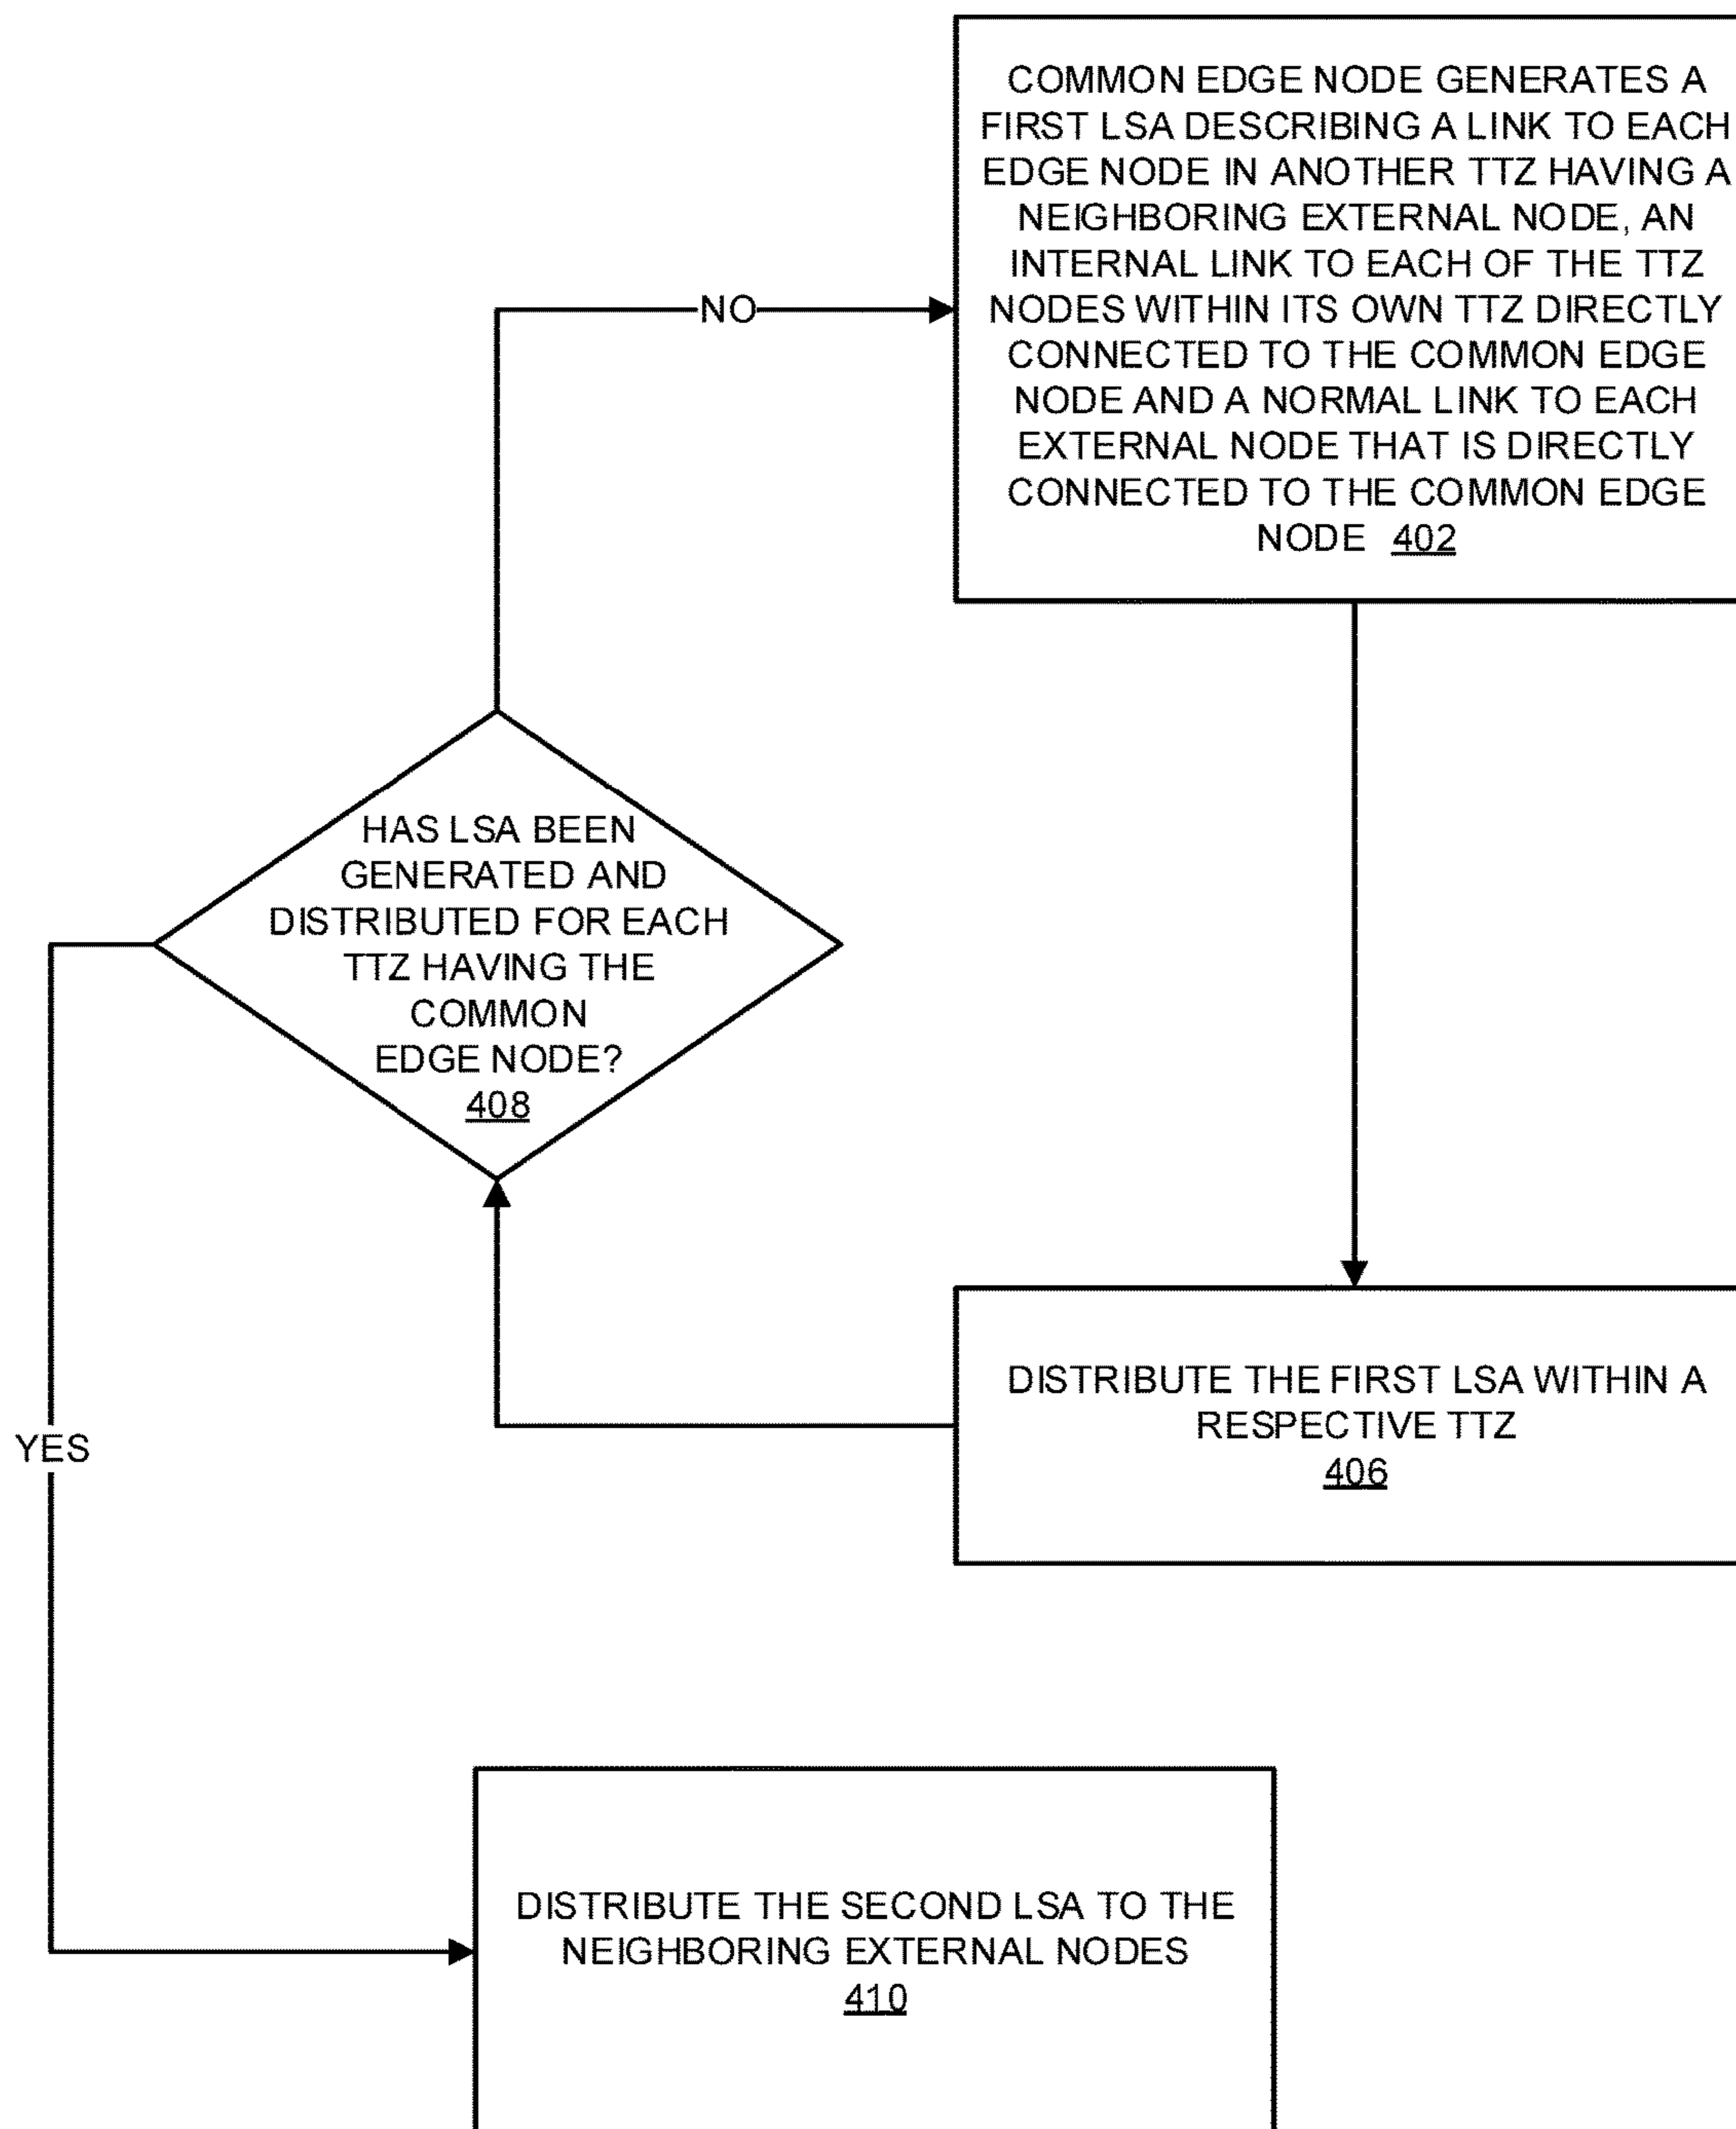 COMMON EDGE NODE GENERATES A
FIRST LSA DESCRIBING A LINK TO EACH
EDGE NODE IN ANOTHER TTZ HAVING A
NEIGHBORING EXTERNAL NODE, AN
INTERNAL LINK TO EACH OF THE TTZ
NODES WITHIN ITS OWN TTZ DIRECTLY
CONNECTED TO THE COMMON EDGE
NODE AND A NORMAL LINK TO EACH
EXTERNAL NODE THAT IS DIRECTLY
CONNECTED TO THE COMMON EDGE
NODE 402
NO
HAS LSA BEEN
GENERATED AND
DISTRIBUTED FOR EACH
TTZ HAVING THE
COMMON
EDGE NODE?
408
DISTRIBUTE THE FIRST LSA WITHIN A
RESPECTIVE TTZ
406
YES
DISTRIBUTE THE SECOND LSA TO THE
NEIGHBORING EXTERNAL NODES
410